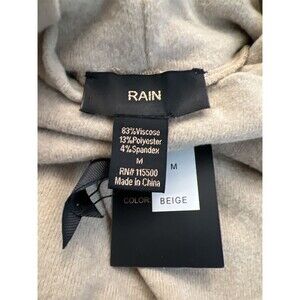 RAIN
83%Viscose
13%Polyester
4%Spandex
M
RN# 115500
Made in China
M
COLOR: BEIGE